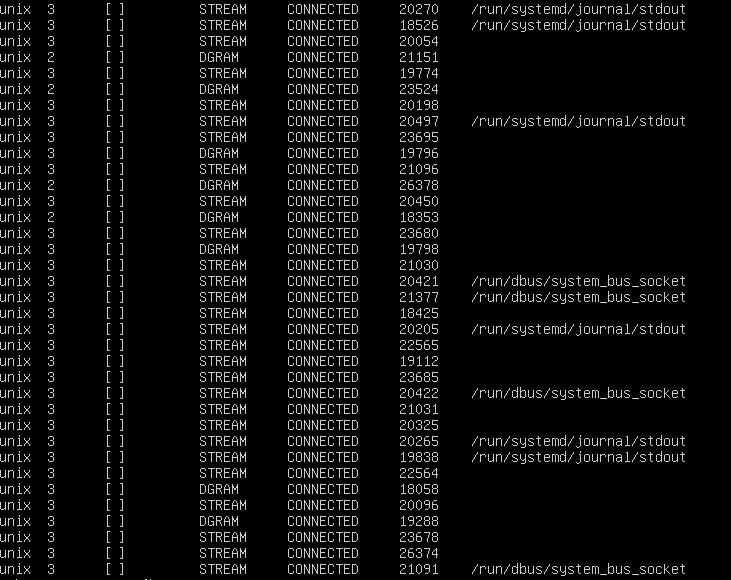 unix 3 [ ] STREAM CONNECTED 20270 /run/systemd/journal/stdout
unix 3 [ ] STREAM CONNECTED 18526 /run/systemd/journal/stdout
unix 3 [ ] STREAM CONNECTED 20054
unix 2 [ ] DGRAM CONNECTED 21151
unix 3 [ ] STREAM CONNECTED 19774
unix 2 [ ] DGRAM CONNECTED 23524
unix 3 [ ] STREAM CONNECTED 20198
unix 3 [ ] STREAM CONNECTED 20497 /run/systemd/journal/stdout
unix 3 [ ] STREAM CONNECTED 23695
unix 3 [ ] DGRAM CONNECTED 19796
unix 3 [ ] STREAM CONNECTED 21096
unix 2 [ ] DGRAM CONNECTED 26378
unix 3 [ ] STREAM CONNECTED 20450
unix 2 [ ] DGRAM CONNECTED 18353
unix 3 [ ] STREAM CONNECTED 23680
unix 3 [ ] DGRAM CONNECTED 19798
unix 3 [ ] STREAM CONNECTED 21030
unix 3 [ ] STREAM CONNECTED 20421 /run/dbus/system_bus_socket
unix 3 [ ] STREAM CONNECTED 21377 /run/dbus/system_bus_socket
unix 3 [ ] STREAM CONNECTED 18425
unix 3 [ ] STREAM CONNECTED 20205 /run/systemd/journal/stdout
unix 3 [ ] STREAM CONNECTED 22565
unix 3 [ ] STREAM CONNECTED 19112
unix 3 [ ] STREAM CONNECTED 23685
unix 3 [ ] STREAM CONNECTED 20422 /run/dbus/system_bus_socket
unix 3 [ ] STREAM CONNECTED 21031
unix 3 [ ] STREAM CONNECTED 20325
unix 3 [ ] STREAM CONNECTED 20265 /run/systemd/journal/stdout
unix 3 [ ] STREAM CONNECTED 19838 /run/systemd/journal/stdout
unix 3 [ ] STREAM CONNECTED 22564
unix 3 [ ] DGRAM CONNECTED 18058
unix 3 [ ] STREAM CONNECTED 20096
unix 3 [ ] DGRAM CONNECTED 19288
unix 3 [ ] STREAM CONNECTED 23678
unix 3 [ ] STREAM CONNECTED 26374
unix 3 [ ] STREAM CONNECTED 21091 /run/dbus/system_bus_socket